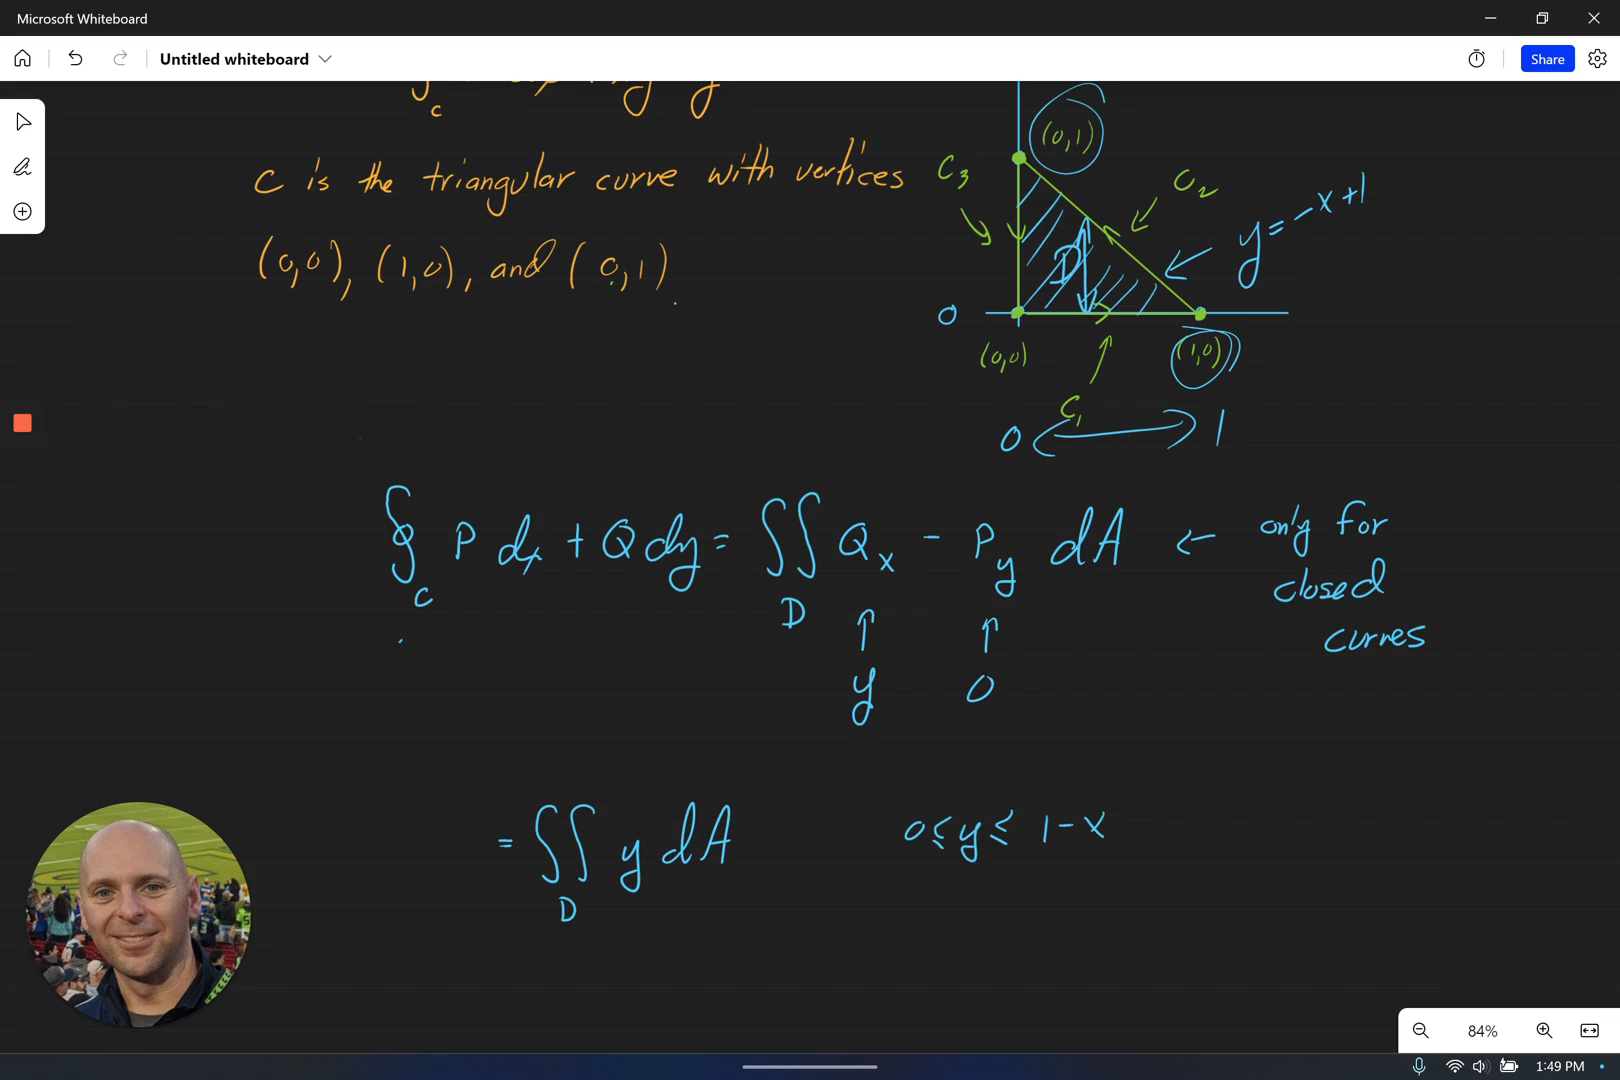 Microsoft Whiteboard
Untitled whiteboard
Share
C is the triangular curve with vertices
(0,0), (1,0), and (0,1)
(0,1)
C₃
C₂
y = -x+1
D
0
(0,0)
(1,0)
C₁
0
1
∮ P dx + Q dy = ∬ Qₓ - P_y dA ← only for
C
D
closed
curves
y
0
= ∬ y dA
D
0 ≤ y ≤ 1-x
84%
1:49 PM